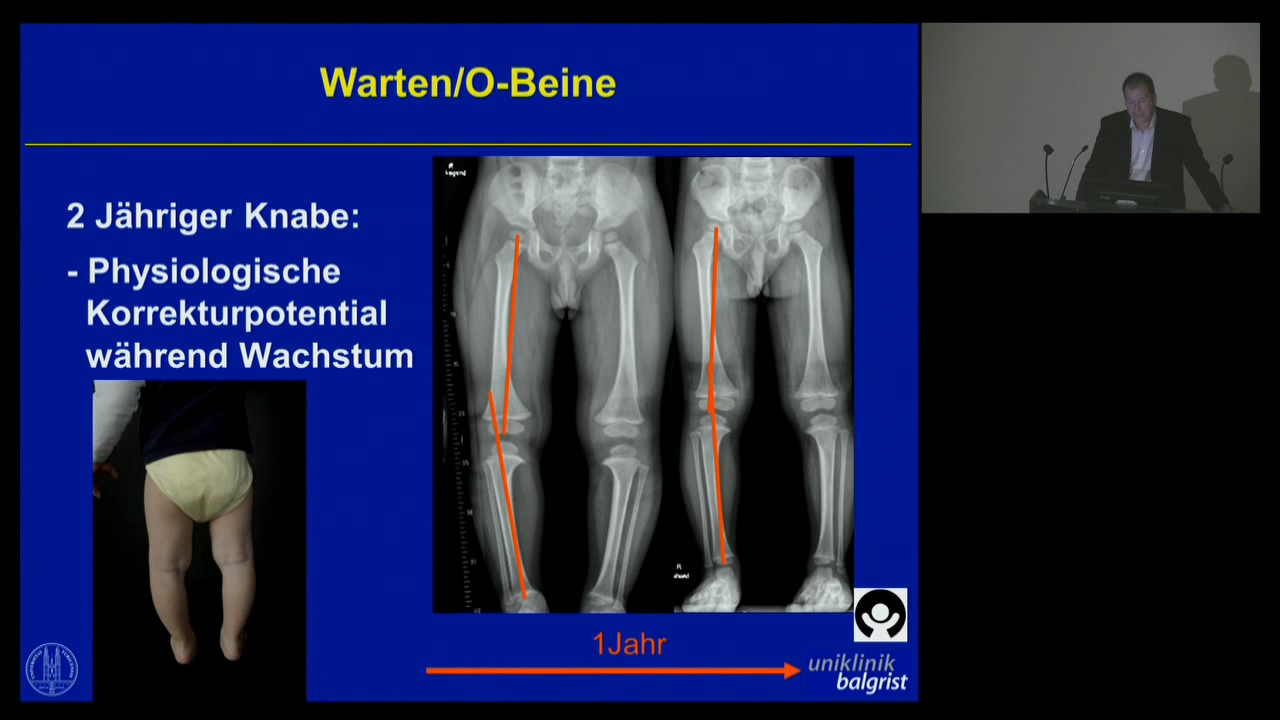 Warten/O-Beine
2 Jähriger Knabe:
- Physiologische
Korrekturpotential
während Wachstum
1Jahr
uniklinik
balgrist